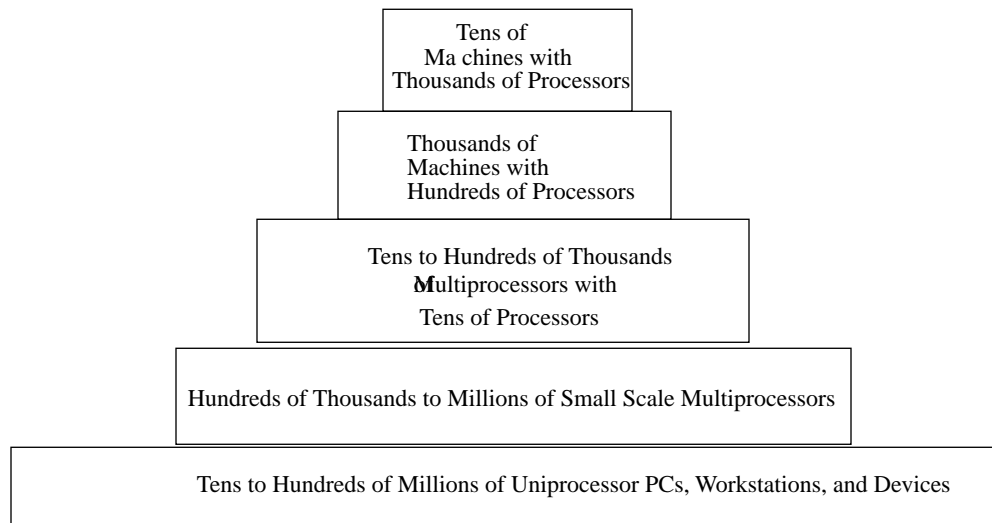 Tens of
Ma chines with
Thousands of Processors
Thousands of
Machines with
Hundreds of Processors
Tens to Hundreds of Thousands
of Multiprocessors with
Tens of Processors
Hundreds of Thousands to Millions of Small Scale Multiprocessors
Tens to Hundreds of Millions of Uniprocessor PCs, Workstations, and Devices